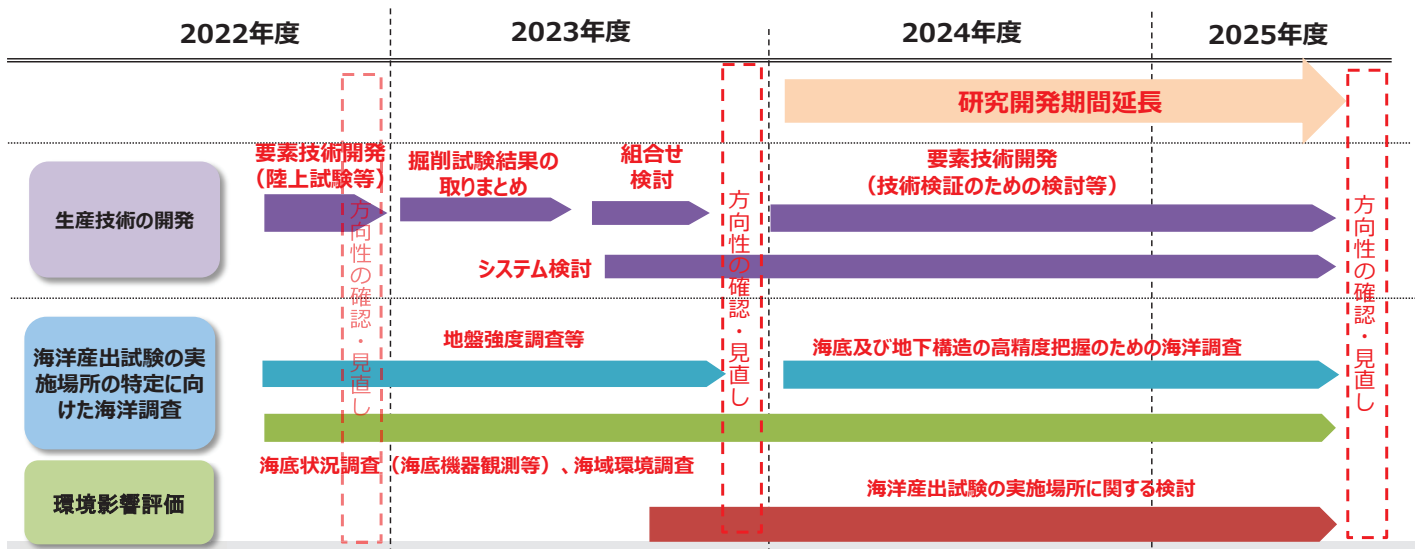 2022年度
2023年度
2024年度
2025年度
研究開発期間延長
生産技術の開発
要素技術開発
（陸上試験等）
掘削試験結果の
取りまとめ
組合せ
検討
要素技術開発
（技術検証のための検討等）
システム検討
方向性の確認・見直し
方向性の確認・見直し
方向性の確認・見直し
海洋産出試験の実
施場所の特定に向
けた海洋調査
地盤強度調査等
海底及び地下構造の高精度把握のための海洋調査
海底状況調査（海底機器観測等）、海域環境調査
環境影響評価
海洋産出試験の実施場所に関する検討